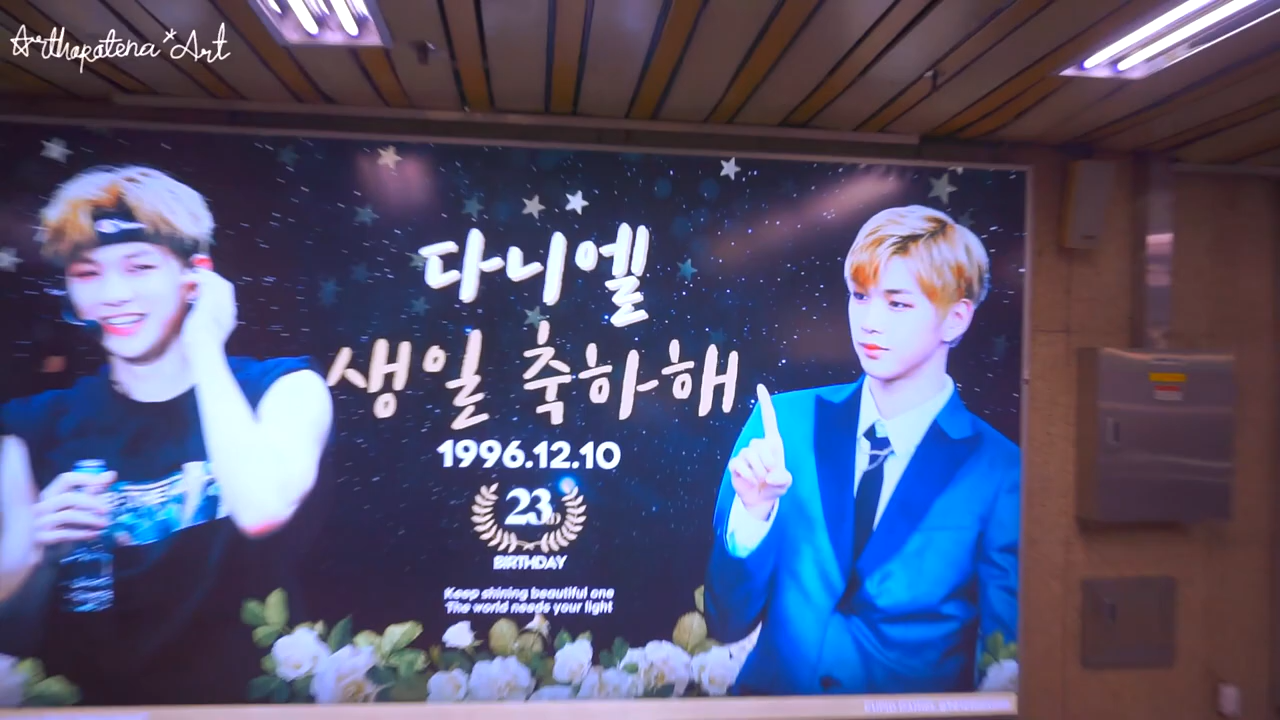 Arthapatena*Art
다니엘
생일 축하해
1996.12.10
23RD
BIRTHDAY
Keep shining beautiful one
The world needs your light